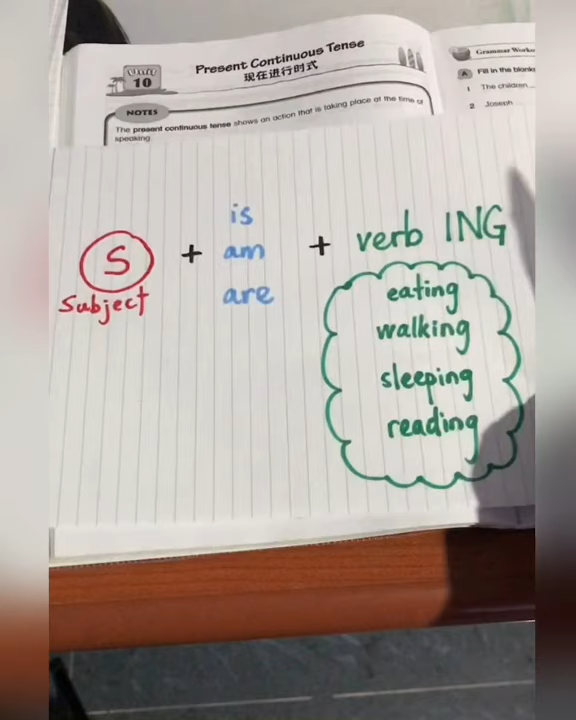 Unit
10
Present Continuous Tense
现在进行时式
NOTES
The present continuous tense shows an action that is taking place at the time of
speaking.
Grammar
A Fill in the blanks
1 The children
2 Joseph
S + is + verb ING
am
are
Subject
eating
walking
sleeping
reading